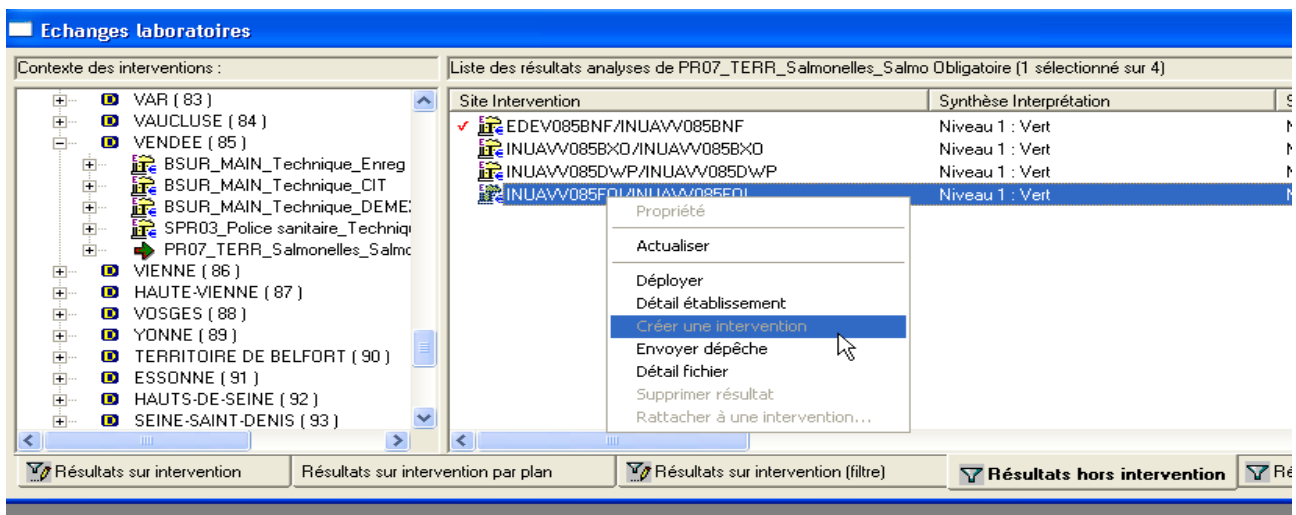 Echanges laboratoires
Contexte des interventions :
VAR ( 83 )
VAUCLUSE ( 84 )
VENDEE ( 85 )
BSUR_MAIN_Technique_Enreg
BSUR_MAIN_Technique_CIT
BSUR_MAIN_Technique_DEME
SPR03_Police sanitaire_Techniq
PR07_TERR_Salmonelles_Salmo
VIENNE ( 86 )
HAUTE-VIENNE ( 87 )
VOSGES ( 88 )
YONNE ( 89 )
TERRITOIRE DE BELFORT ( 90 )
ESSONNE ( 91 )
HAUTS-DE-SEINE ( 92 )
SEINE-SAINT-DENIS ( 93 )
Liste des résultats analyses de PR07_TERR_Salmonelles_Salmo Obligatoire (1 sélectionné sur 4)
Site Intervention Synthèse Interprétation S
EDEV085BNF/INUAVV085BNF Niveau 1 : Vert
INUAVV085BXO/INUAVV085BXO Niveau 1 : Vert
INUAVV085DWP/INUAVV085DWP Niveau 1 : Vert
Niveau 1 : Vert
Propriété
Actualiser
Déployer
Détail établissement
Créer une intervention
Envoyer dépêche
Détail fichier
Supprimer résultat
Rattacher à une intervention...
Résultats sur intervention Résultats sur intervention par plan Résultats sur intervention (filtre) Résultats hors intervention Ré